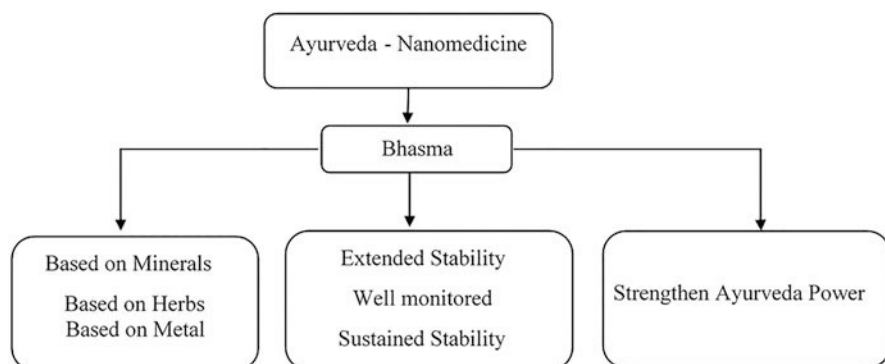 Ayurveda - Nanomedicine
Bhasma
Based on Minerals
Based on Herbs
Based on Metal
Extended Stability
Well monitored
Sustained Stability
Strengthen Ayurveda Power